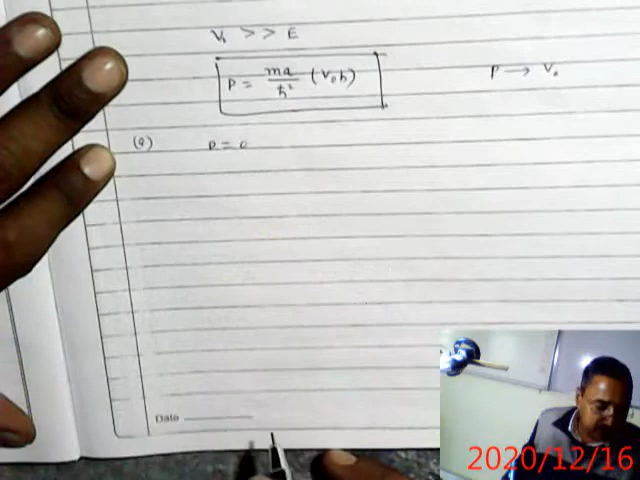 V₀ >> E
P = ma/ħ² (V₀b)
P → V₀
(a) P = 0
Date
2020/12/16